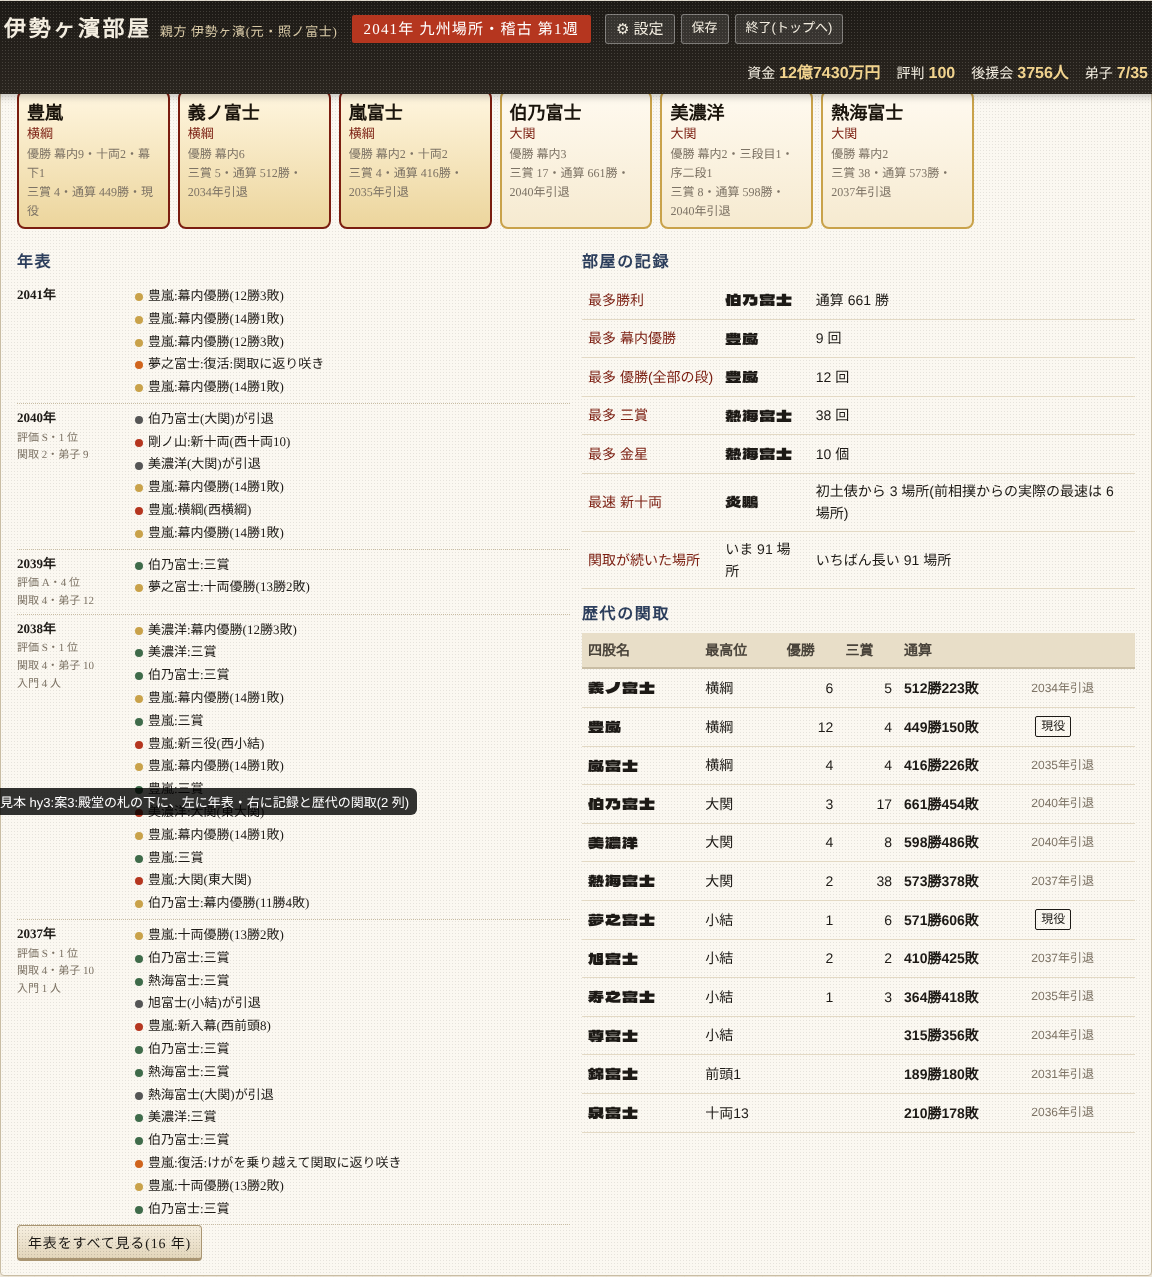 伊勢ヶ濱部屋 親方 伊勢ヶ濱(元・照ノ富士) 2041年 九州場所・稽古 第1週 ⚙ 設定 保存 終了(トップへ)
資金 12億7430万円 評判 100 後援会 3756人 弟子 7/35
豊嵐
横綱
優勝 幕内9・十両2・幕
下1
三賞 4・通算 449勝・現
役
義ノ富士
横綱
優勝 幕内6
三賞 5・通算 512勝・
2034年引退
嵐富士
横綱
優勝 幕内2・十両2
三賞 4・通算 416勝・
2035年引退
伯乃富士
大関
優勝 幕内3
三賞 17・通算 661勝・
2040年引退
美濃洋
大関
優勝 幕内2・三段目1・
序二段1
三賞 8・通算 598勝・
2040年引退
熱海富士
大関
優勝 幕内2
三賞 38・通算 573勝・
2037年引退
年表
2041年
豊嵐:幕内優勝(12勝3敗)
豊嵐:幕内優勝(14勝1敗)
豊嵐:幕内優勝(12勝3敗)
夢之富士:復活:関取に返り咲き
豊嵐:幕内優勝(14勝1敗)
2040年
評価 S・1 位
関取 2・弟子 9
伯乃富士(大関)が引退
剛ノ山:新十両(西十両10)
美濃洋(大関)が引退
豊嵐:幕内優勝(14勝1敗)
豊嵐:横綱(西横綱)
豊嵐:幕内優勝(14勝1敗)
2039年
評価 A・4 位
関取 4・弟子 12
伯乃富士:三賞
夢之富士:十両優勝(13勝2敗)
2038年
評価 S・1 位
関取 4・弟子 10
入門 4 人
美濃洋:幕内優勝(12勝3敗)
美濃洋:三賞
伯乃富士:三賞
豊嵐:幕内優勝(14勝1敗)
豊嵐:三賞
豊嵐:新三役(西小結)
豊嵐:幕内優勝(14勝1敗)
豊嵐:三賞
見本 hy3:案3:殿堂の札の下に、左に年表・右に記録と歴代の関取(2 列)
美濃洋:大関(東大関)
豊嵐:幕内優勝(14勝1敗)
豊嵐:三賞
豊嵐:大関(東大関)
伯乃富士:幕内優勝(11勝4敗)
2037年
評価 S・1 位
関取 4・弟子 10
入門 1 人
豊嵐:十両優勝(13勝2敗)
伯乃富士:三賞
熱海富士:三賞
旭富士(小結)が引退
豊嵐:新入幕(西前頭8)
伯乃富士:三賞
熱海富士:三賞
熱海富士(大関)が引退
美濃洋:三賞
伯乃富士:三賞
豊嵐:復活:けがを乗り越えて関取に返り咲き
豊嵐:十両優勝(13勝2敗)
伯乃富士:三賞
年表をすべて見る(16 年)
部屋の記録
最多勝利 伯乃富士 通算 661 勝
最多 幕内優勝 豊嵐 9 回
最多 優勝(全部の段) 豊嵐 12 回
最多 三賞 熱海富士 38 回
最多 金星 熱海富士 10 個
最速 新十両 炎鵬 初土俵から 3 場所(前相撲からの実際の最速は 6
場所)
関取が続いた場所 いま 91 場
所 いちばん長い 91 場所
歴代の関取
四股名 最高位 優勝 三賞 通算
義ノ富士 横綱 6 5 512勝223敗 2034年引退
豊嵐 横綱 12 4 449勝150敗 現役
嵐富士 横綱 4 4 416勝226敗 2035年引退
伯乃富士 大関 3 17 661勝454敗 2040年引退
美濃洋 大関 4 8 598勝486敗 2040年引退
熱海富士 大関 2 38 573勝378敗 2037年引退
夢之富士 小結 1 6 571勝606敗 現役
旭富士 小結 2 2 410勝425敗 2037年引退
寿之富士 小結 1 3 364勝418敗 2035年引退
尊富士 小結 315勝356敗 2034年引退
錦富士 前頭1 189勝180敗 2031年引退
泉富士 十両13 210勝178敗 2036年引退